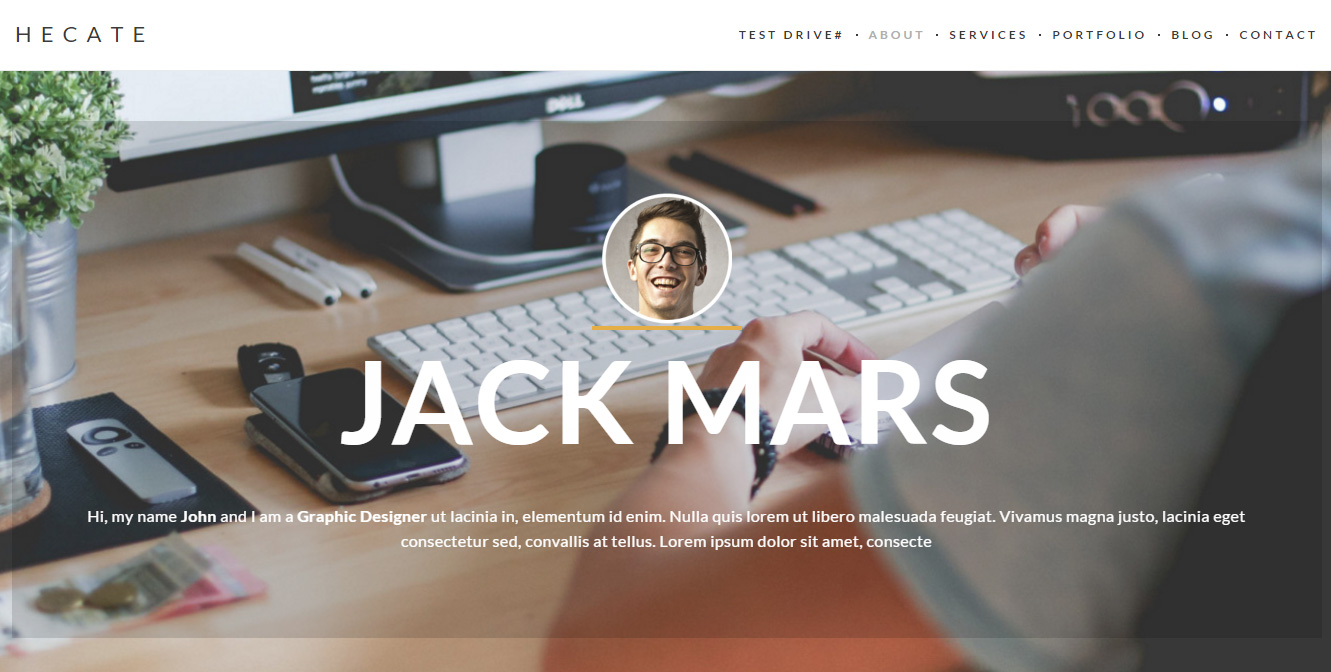 HECATE
TEST DRIVE# · ABOUT · SERVICES · PORTFOLIO · BLOG · CONTACT
DELL
JACK MARS
Hi, my name John and I am a Graphic Designer ut lacinia in, elementum id enim. Nulla quis lorem ut libero malesuada feugiat. Vivamus magna justo, lacinia eget
consectetur sed, convallis at tellus. Lorem ipsum dolor sit amet, consecte